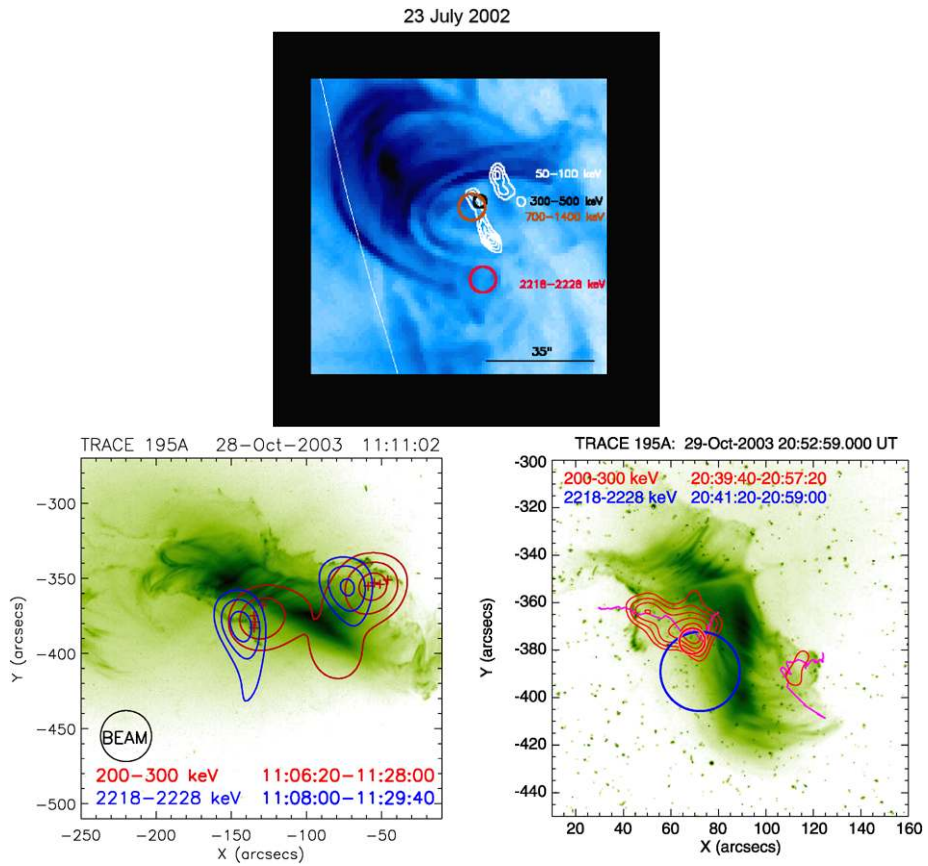 23 July 2002
50-100 keV
300-500 keV
700-1400 keV
2218-2228 keV
35"
TRACE 195A 28-Oct-2003 11:11:02
-300
-350
-400
-450
-500
Y (arcsecs)
BEAM
200-300 keV 11:06:20-11:28:00
2218-2228 keV 11:08:00-11:29:40
-250 -200 -150 -100 -50
X (arcsecs)
TRACE 195A: 29-Oct-2003 20:52:59.000 UT
-300
-320
-340
-360
-380
-400
-420
-440
Y (arcsecs)
200-300 keV 20:39:40-20:57:20
2218-2228 keV 20:41:20-20:59:00
20 40 60 80 100 120 140 160
X (arcsecs)